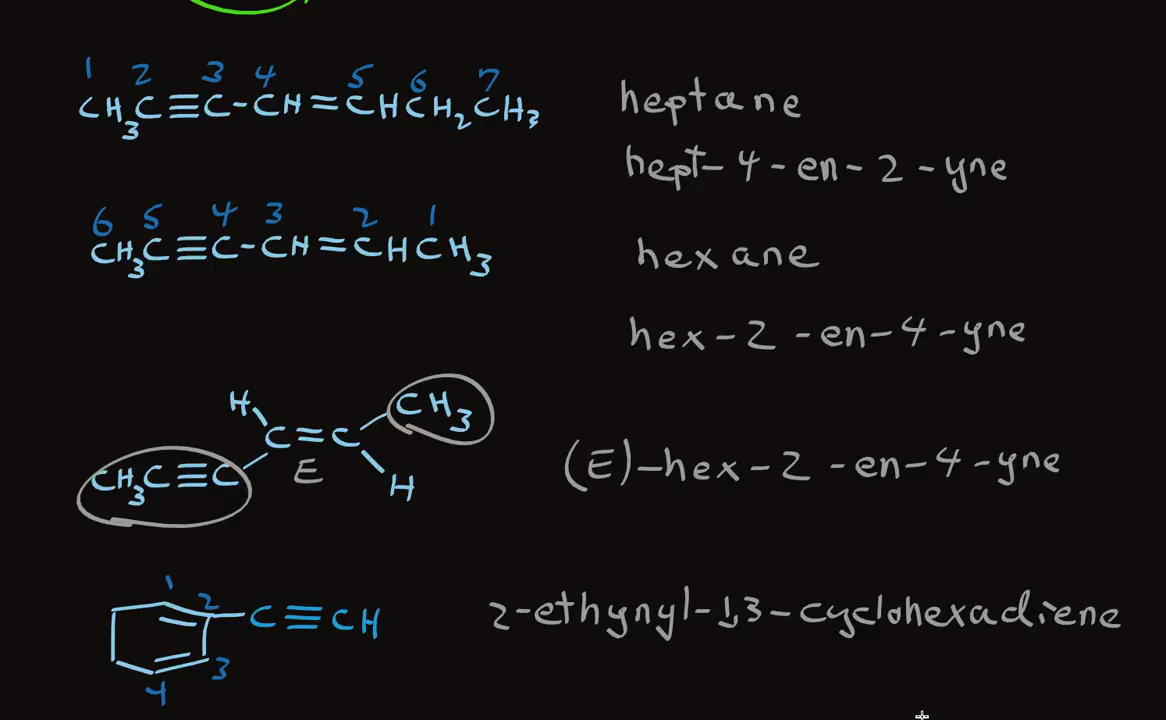 1 2 3 4 5 6 7
CH₃C≡C-CH=CHCH₂CH₃ heptane
hept-4-en-2-yne
6 5 4 3 2 1
CH₃C≡C-CH=CHCH₃ hexane
hex-2-en-4-yne
H CH₃
C=C
CH₃C≡C E H (E)-hex-2-en-4-yne
1 2
C≡CH 2-ethynyl-1,3-cyclohexadriene
3
4